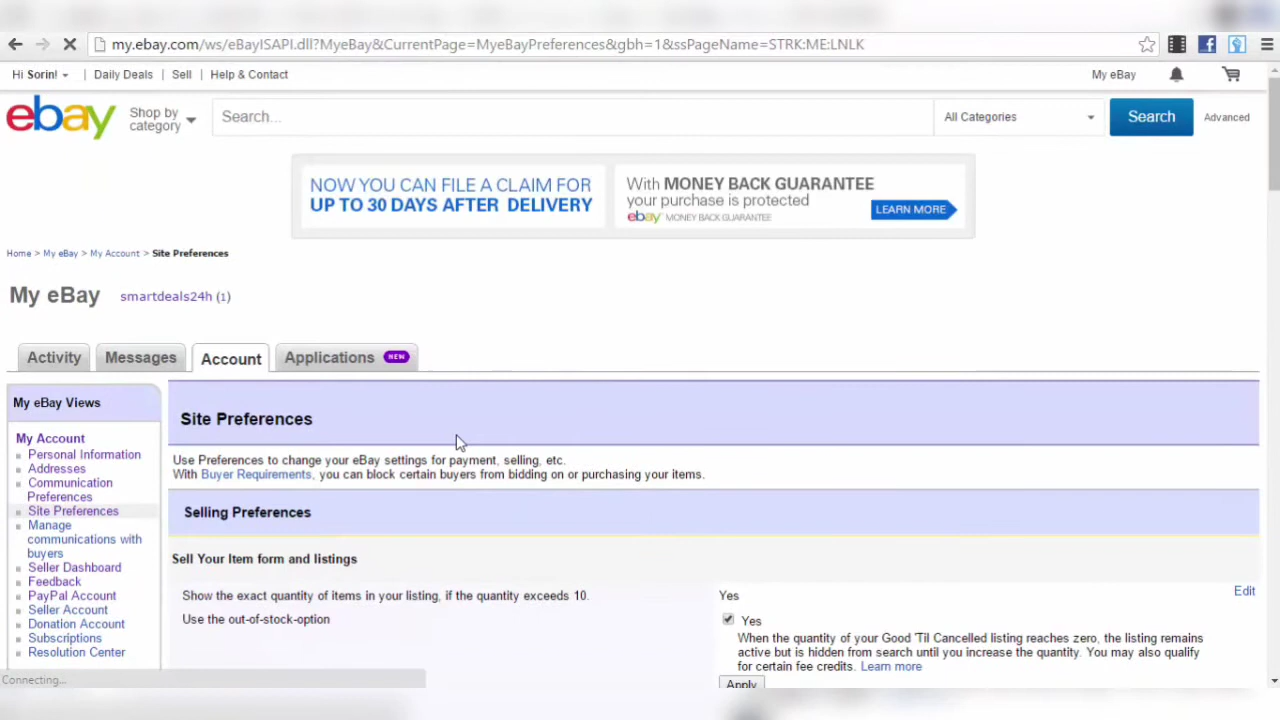 my.ebay.com/ws/eBayISAPI.dll?MyeBay&CurrentPage=MyeBayPreferences&gbh=1&ssPageName=STRK:ME:LNLK
Hi Sorin! | Daily Deals | Sell | Help & Contact My eBay
ebay Shop by category Search... All Categories Search Advanced
NOW YOU CAN FILE A CLAIM FOR
UP TO 30 DAYS AFTER DELIVERY
With MONEY BACK GUARANTEE
your purchase is protected
ebay MONEY BACK GUARANTEE LEARN MORE
Home > My eBay > My Account > Site Preferences
My eBay smartdeals24h (1)
Activity Messages Account Applications NEW
My eBay Views
My Account
Personal Information
Addresses
Communication
Preferences
Site Preferences
Manage
communications with
buyers
Seller Dashboard
Feedback
PayPal Account
Seller Account
Donation Account
Subscriptions
Resolution Center
Site Preferences
Use Preferences to change your eBay settings for payment, selling, etc.
With Buyer Requirements, you can block certain buyers from bidding on or purchasing your items.
Selling Preferences
Sell Your Item form and listings
Show the exact quantity of items in your listing, if the quantity exceeds 10. Yes Edit
Use the out-of-stock-option Yes
When the quantity of your Good 'Til Cancelled listing reaches zero, the listing remains
active but is hidden from search until you increase the quantity. You may also qualify
for certain fee credits. Learn more
Apply
Connecting...